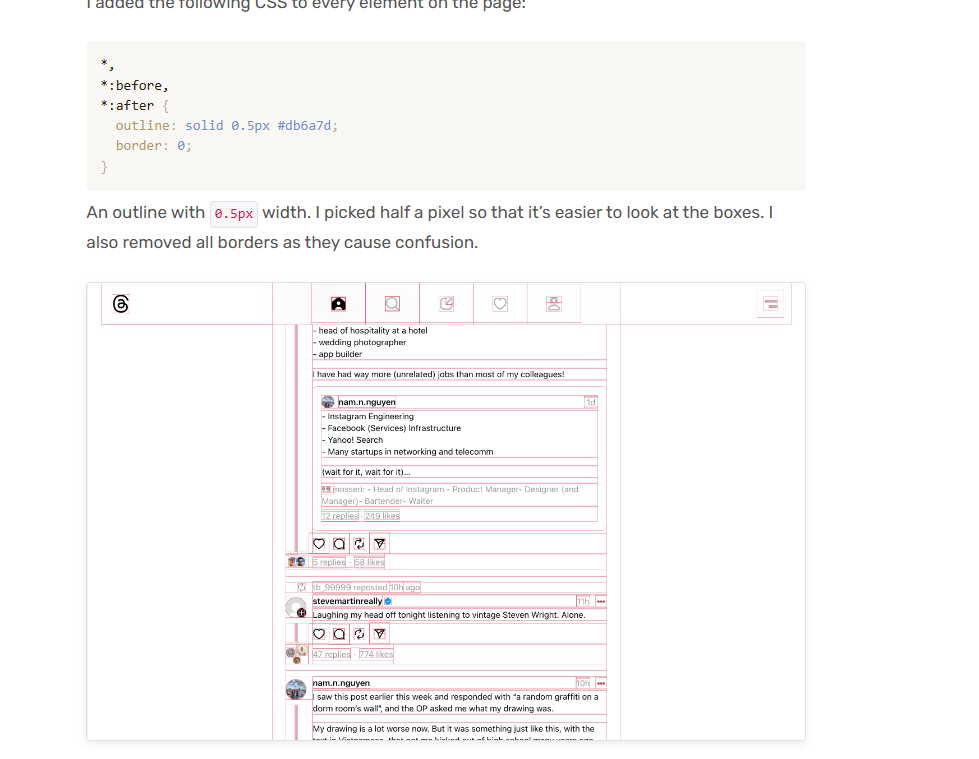 I added the following CSS to every element on the page:
*,
*:before,
*:after {
outline: solid 0.5px #db6a7d;
border: 0;
}
An outline with 0.5px width. I picked half a pixel so that it’s easier to look at the boxes. I
also removed all borders as they cause confusion.
- head of hospitality at a hotel
- wedding photographer
- app builder
I have had way more (unrelated) jobs than most of my colleagues!
nam.n.nguyen 1d
- Instagram Engineering
- Facebook (Services) Infrastructure
- Yahoo! Search
- Many startups in networking and telecomm
(wait for it, wait for it)...
mosseri: - Head of Instagram - Product Manager- Designer (and
Manager)- Bartender- Waiter
12 replies · 249 likes
5 replies · 58 likes
tb_99999 reposted 10h ago
stevemartinreally 11h
Laughing my head off tonight listening to vintage Steven Wright. Alone.
47 replies · 774 likes
nam.n.nguyen 10h
I saw this post earlier this week and responded with “a random graffiti on a
dorm room’s wall”, and the OP asked me what my drawing was.
My drawing is a lot worse now. But it was something just like this, with the